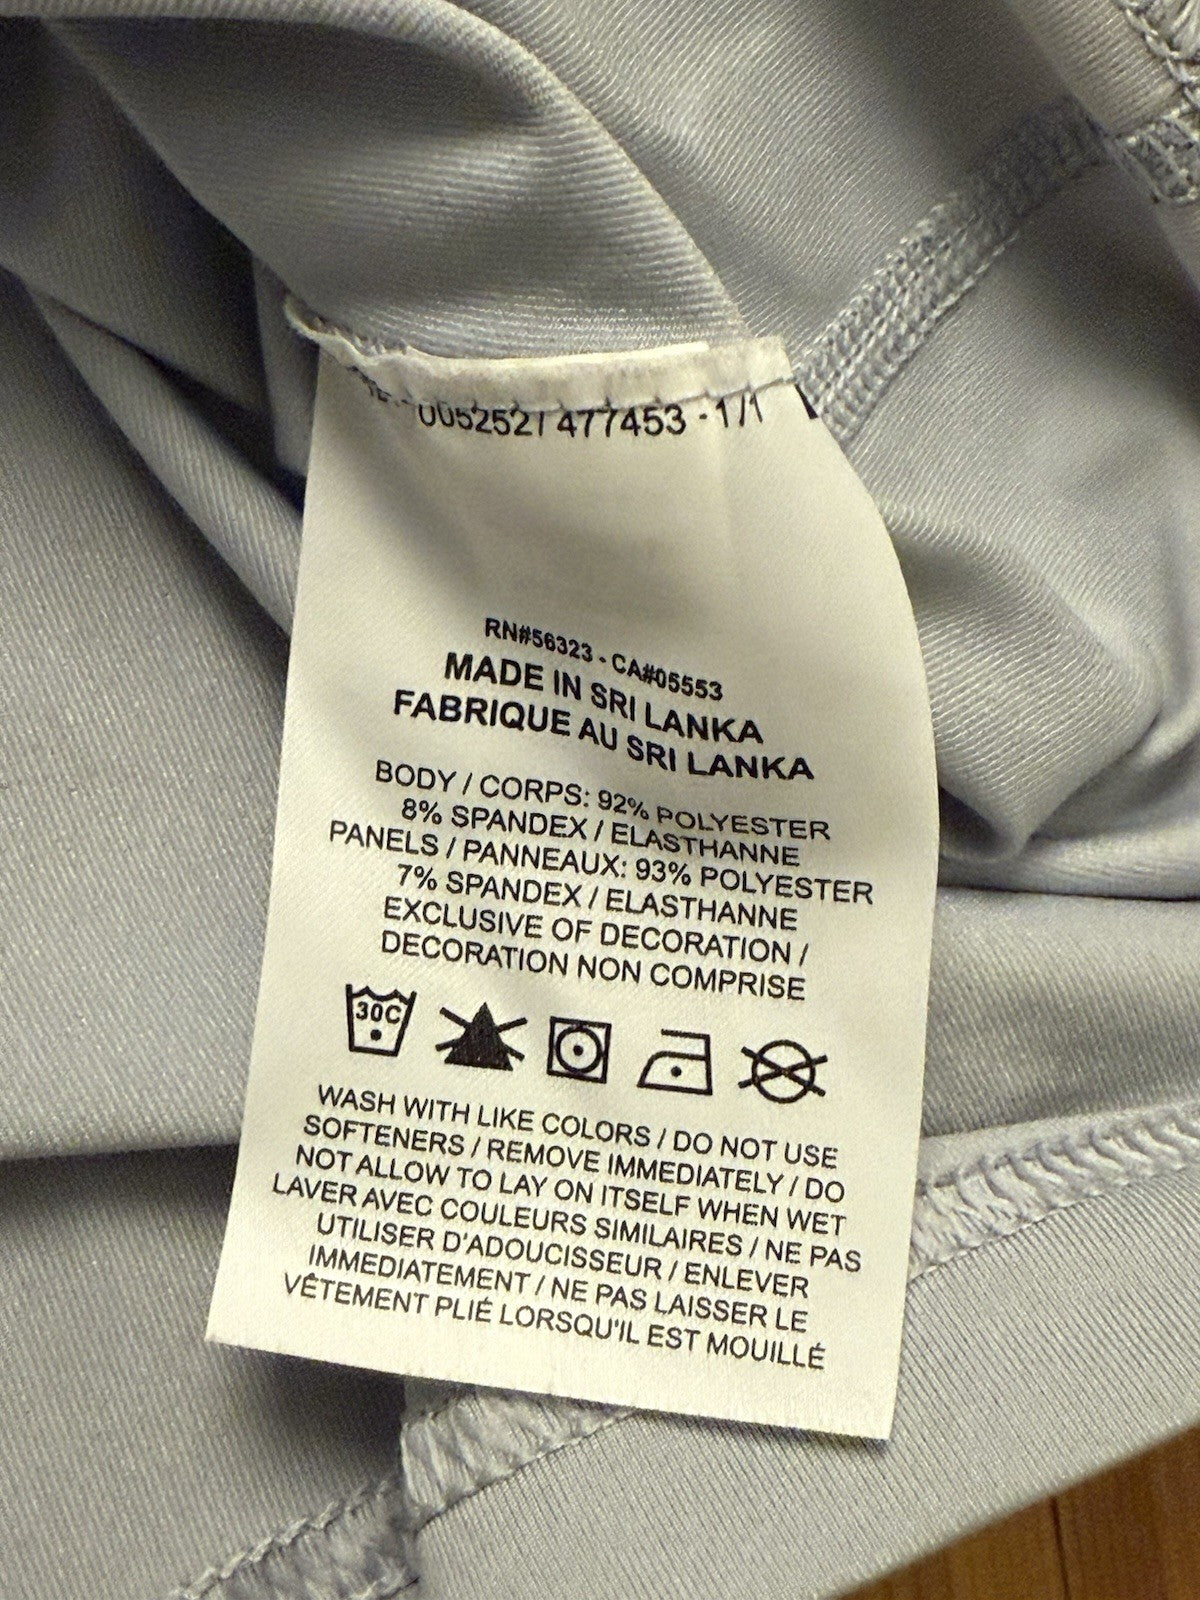 005252 / 477453 - 1/1
RN#56323 - CA#05553
MADE IN SRI LANKA
FABRIQUE AU SRI LANKA
BODY / CORPS: 92% POLYESTER
8% SPANDEX / ELASTHANNE
PANELS / PANNEAUX: 93% POLYESTER
7% SPANDEX / ELASTHANNE
EXCLUSIVE OF DECORATION /
DECORATION NON COMPRISE
30C
WASH WITH LIKE COLORS / DO NOT USE
SOFTENERS / REMOVE IMMEDIATELY / DO
NOT ALLOW TO LAY ON ITSELF WHEN WET
LAVER AVEC COULEURS SIMILAIRES / NE PAS
UTILISER D'ADOUCISSEUR / ENLEVER
IMMEDIATEMENT / NE PAS LAISSER LE
VÊTEMENT PLIÉ LORSQU'IL EST MOUILLÉ